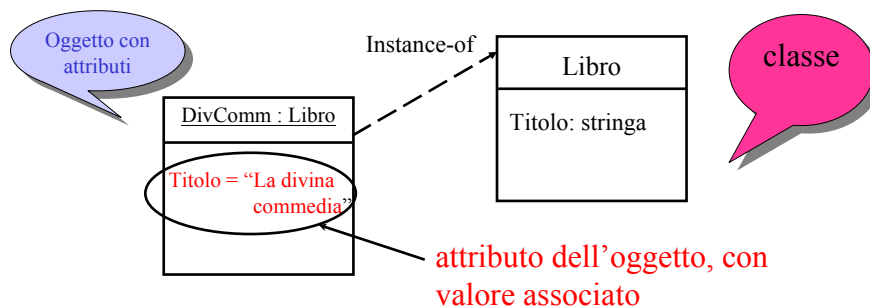 Oggetto con
attributi
Instance-of
Libro
classe
DivComm : Libro
Titolo: stringa
Titolo = “La divina
commedia”
attributo dell’oggetto, con
valore associato